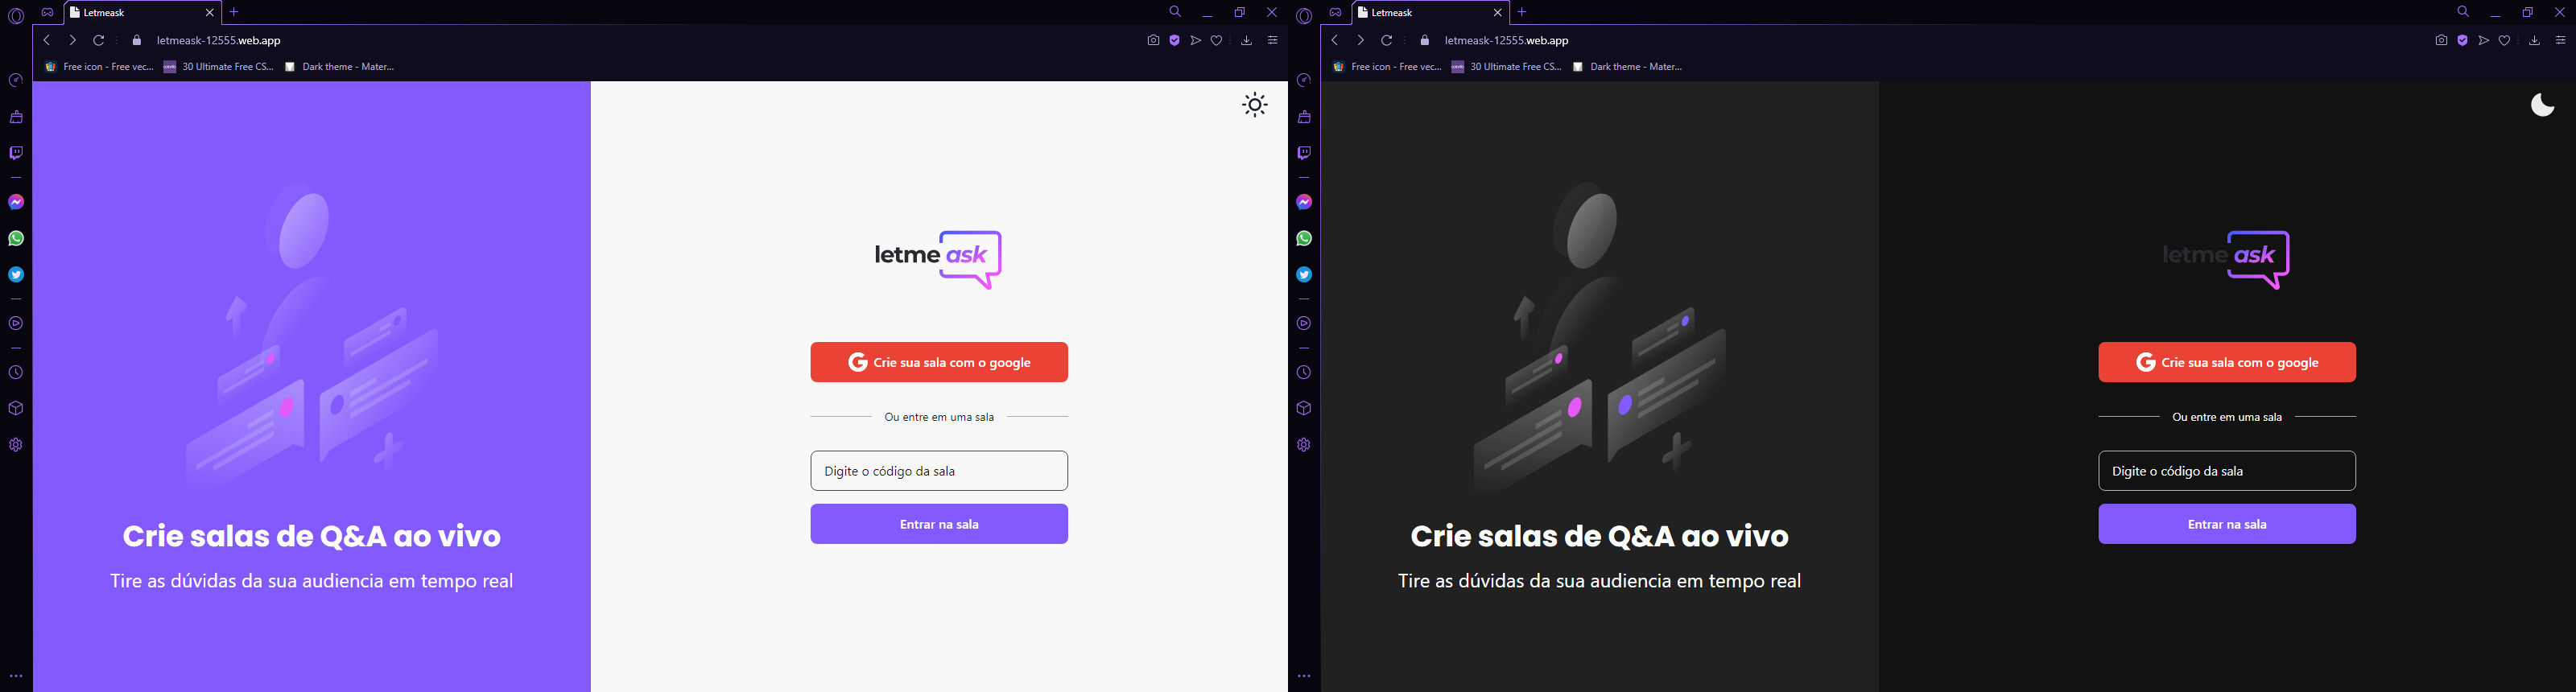 Letmeask
letmeask-12555.web.app
Free icon - Free vec... 30 Ultimate Free CS... Dark theme - Mater...
letme ask
Crie sua sala com o google
Ou entre em uma sala
Digite o código da sala
Entrar na sala
Crie salas de Q&A ao vivo
Tire as dúvidas da sua audiencia em tempo real
Letmeask
letmeask-12555.web.app
Free icon - Free vec... 30 Ultimate Free CS... Dark theme - Mater...
letme ask
Crie sua sala com o google
Ou entre em uma sala
Digite o código da sala
Entrar na sala
Crie salas de Q&A ao vivo
Tire as dúvidas da sua audiencia em tempo real